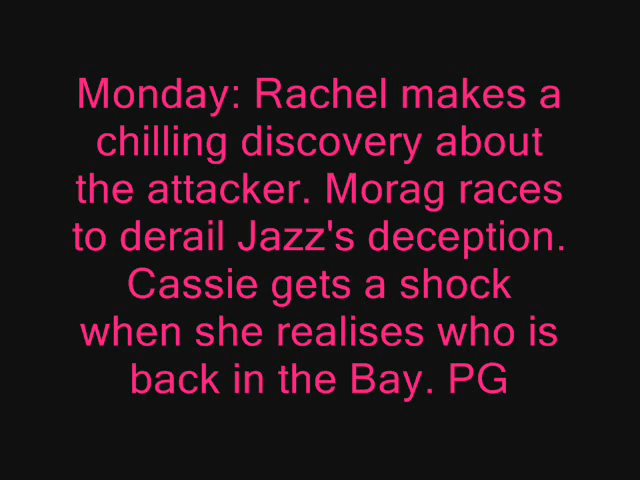 Monday: Rachel makes a
chilling discovery about
the attacker. Morag races
to derail Jazz's deception.
Cassie gets a shock
when she realises who is
back in the Bay. PG